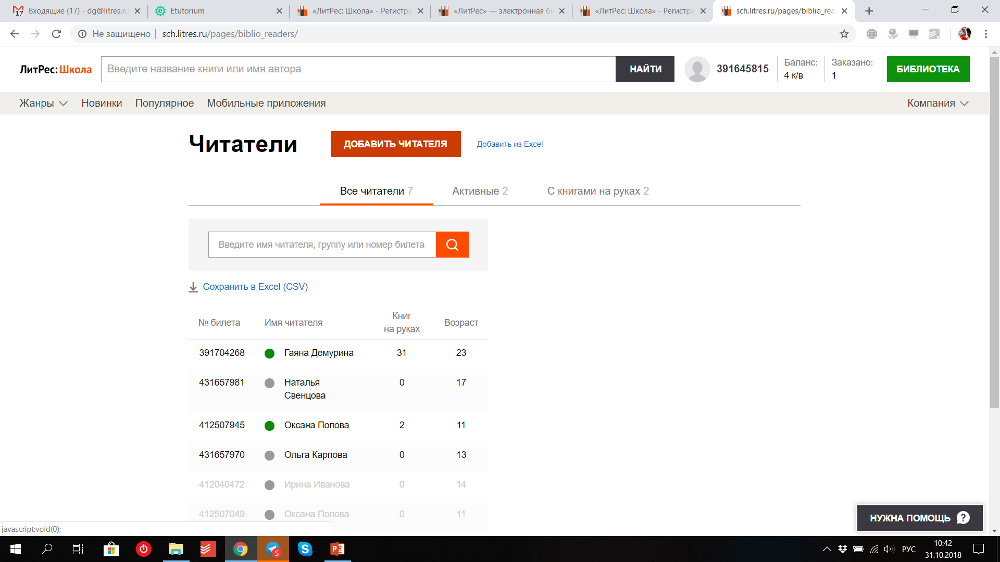 17
Входящие (17) - dg@litres.ru
Etutorium
«ЛитРес: Школа» - Регистра
«ЛитРес» — электронная би
«ЛитРес: Школа» - Регистра
sch.litres.ru/pages/biblio_rea
Не защищено
sch.litres.ru/pages/biblio_readers/
ЛитРес: Школа
Введите название книги или имя автора
НАЙТИ
391645815
Баланс:
4 к/в
Заказано:
1
БИБЛИОТЕКА
Жанры
Новинки
Популярное
Мобильные приложения
Компания
Читатели
ДОБАВИТЬ ЧИТАТЕЛЯ
Добавить из Excel
Все читатели 7
Активные 2
С книгами на руках 2
Введите имя читателя, группу или номер билета
Сохранить в Excel (CSV)
№ билета
Имя читателя
Книг
на руках
Возраст
391704268 Гаяна Демурина 31 23
431657981 Наталья 0 17
Свенцова
412507945 Оксана Попова 2 11
431657970 Ольга Карпова 0 13
412040472 Ирина Иванова 0 14
412507049 Оксана Попова 0 11
НУЖНА ПОМОЩЬ ?
javascript:void(0);
5
РУС
10:42
31.10.2018